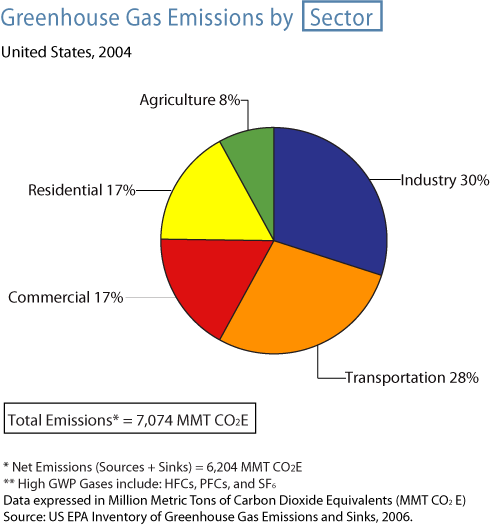 Greenhouse Gas Emissions by Sector
United States, 2004
Agriculture 8%
Industry 30%
Residential 17%
Commercial 17%
Transportation 28%
Total Emissions* = 7,074 MMT CO₂E
* Net Emissions (Sources + Sinks) = 6,204 MMT CO₂E
** High GWP Gases include: HFCs, PFCs, and SF₆
Data expressed in Million Metric Tons of Carbon Dioxide Equivalents (MMT CO₂ E)
Source: US EPA Inventory of Greenhouse Gas Emissions and Sinks, 2006.